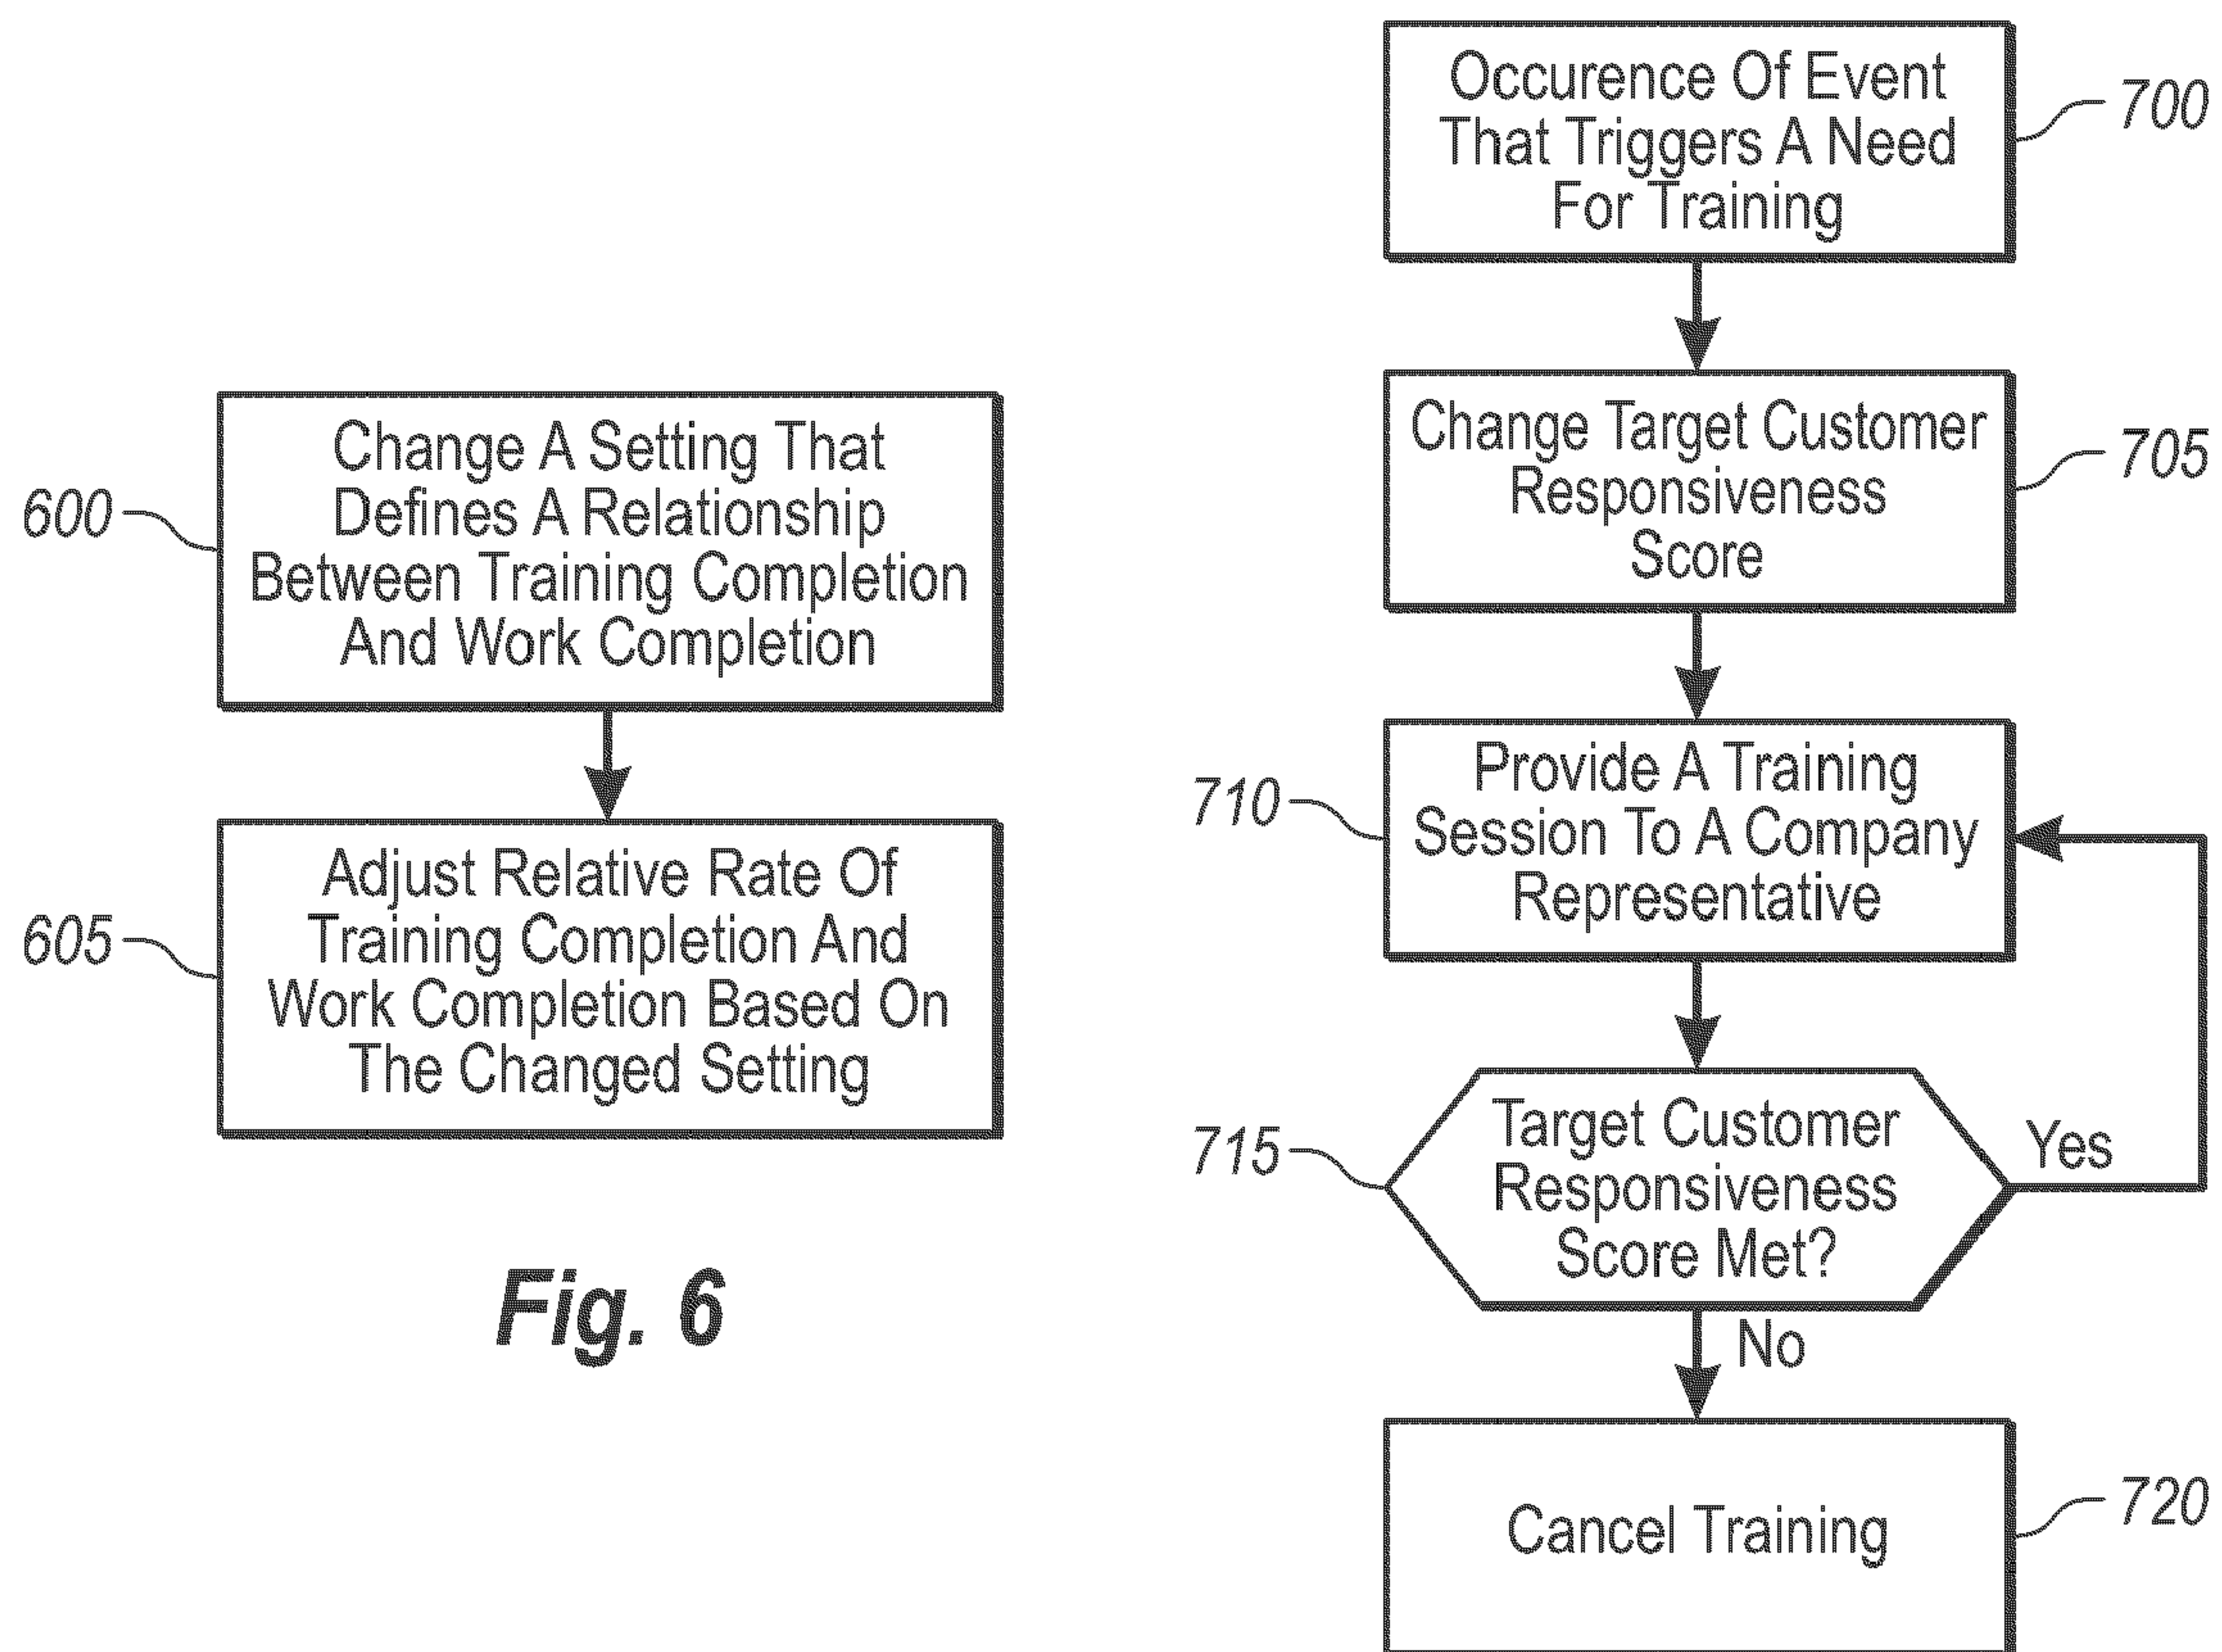 600
Change A Setting That
Defines A Relationship
Between Training Completion
And Work Completion
605
Adjust Relative Rate Of
Training Completion And
Work Completion Based On
The Changed Setting
Fig. 6
Occurence Of Event
That Triggers A Need
For Training
700
Change Target Customer
Responsiveness
Score
705
710
Provide A Training
Session To A Company
Representative
715
Target Customer
Responsiveness
Score Met?
Yes
No
Cancel Training
720